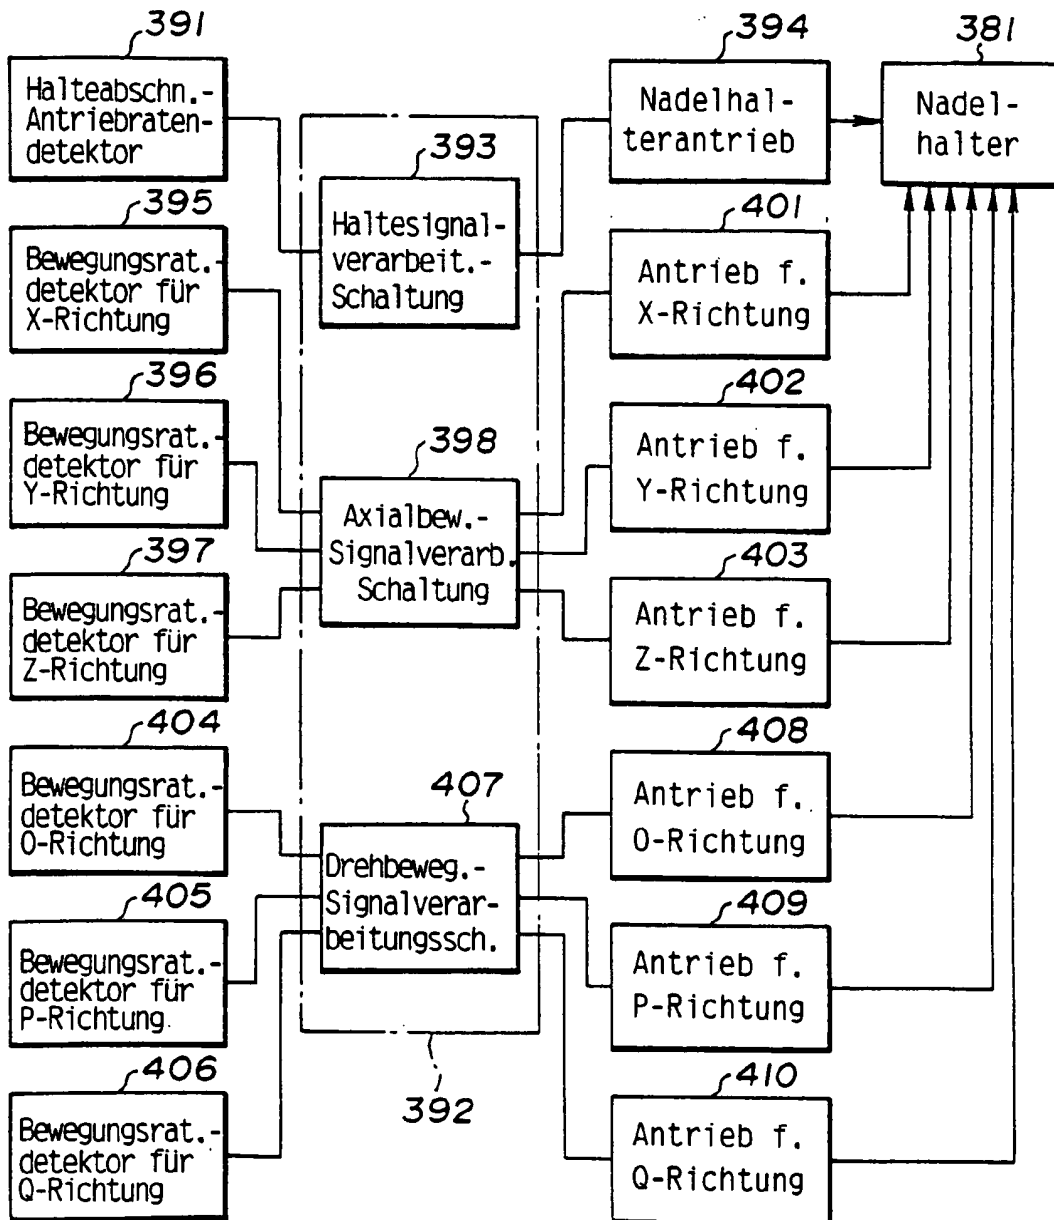 391
Halteabschn.-
Antriebraten-
detektor
393
Haltesignal-
verarbeit.-
Schaltung
394
Nadelhal-
terantrieb
381
Nadel-
halter
395
Bewegungsrat.-
detektor für
X-Richtung
401
Antrieb f.
X-Richtung
396
Bewegungsrat.-
detektor für
Y-Richtung
398
Axialbew.-
Signalverarb.
Schaltung
402
Antrieb f.
Y-Richtung
397
Bewegungsrat.-
detektor für
Z-Richtung
403
Antrieb f.
Z-Richtung
404
Bewegungsrat.-
detektor für
O-Richtung
407
Drehbeweg.-
Signalverar-
beitungssch.
408
Antrieb f.
O-Richtung
405
Bewegungsrat.-
detektor für
P-Richtung
409
Antrieb f.
P-Richtung
406
Bewegungsrat.-
detektor für
Q-Richtung
392
410
Antrieb f.
Q-Richtung